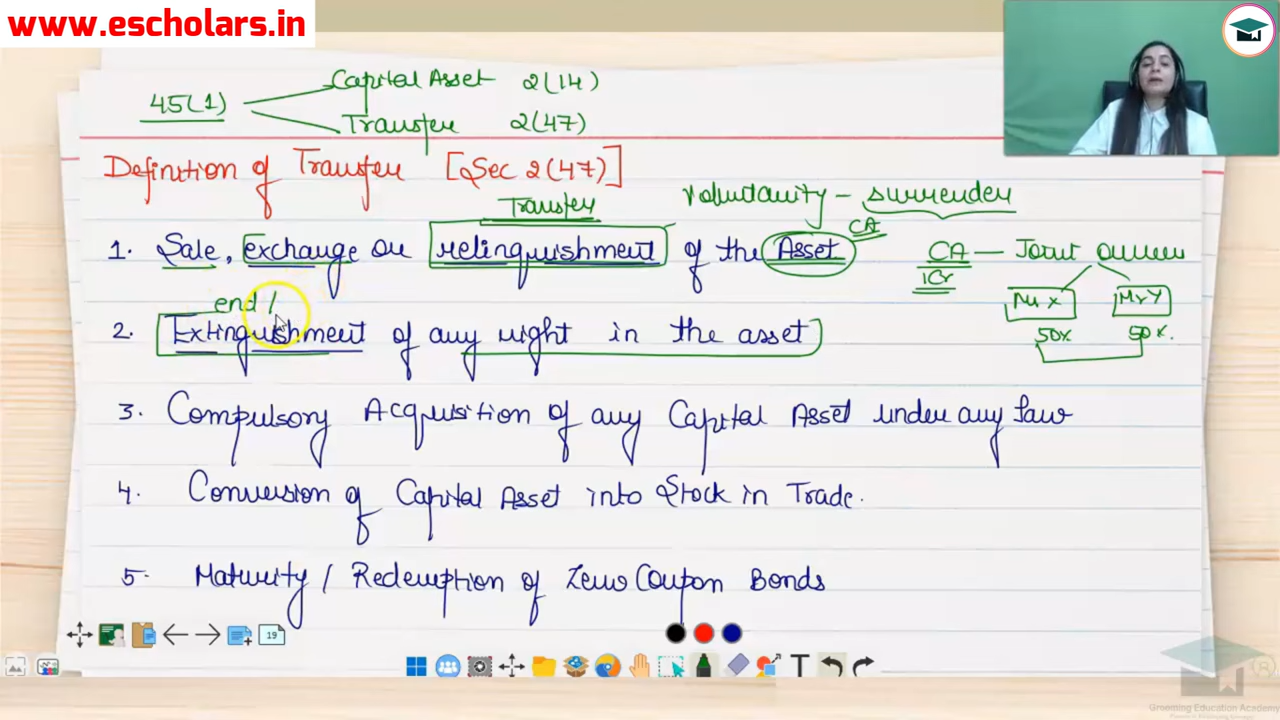 www.escholars.in
45(1)
Capital Asset 2(14)
Transfer 2(47)
Definition of Transfer [Sec 2(47)]
Transfer
Voluntarily - surrender
1. Sale, exchange or relinquishment of the Asset
CA
CA — Joint owners
1Cr
Mr X Mr Y
50% 50%.
end /
2. Extinguishment of any right in the asset
3. Compulsory Acquisition of any Capital Asset under any law
4. Conversion of Capital Asset into Stock in Trade.
5. Maturity / Redemption of Zero Coupon Bonds
19
T
Grooming Education Academy